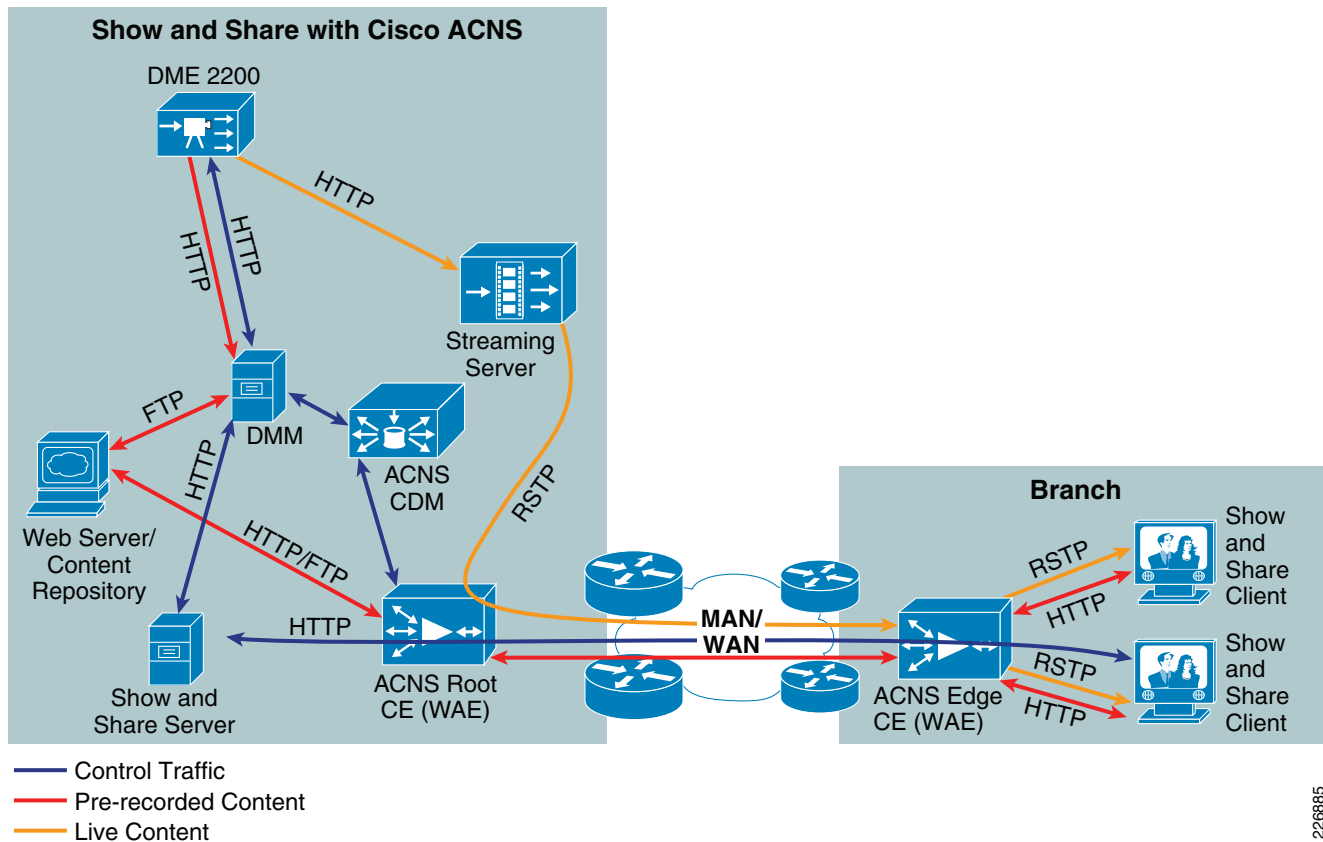 Show and Share with Cisco ACNS
DME 2200
HTTP
HTTP
HTTP
Streaming
Server
FTP
DMM
HTTP
ACNS
CDM
RSTP
Web Server/
Content
Repository
HTTP/FTP
HTTP
Show and
Share Server
ACNS Root
CE (WAE)
MAN/
WAN
Branch
RSTP
HTTP
Show
and
Share
Client
RSTP
HTTP
Show
and
Share
Client
ACNS Edge
CE (WAE)
Control Traffic
Pre-recorded Content
Live Content
226885